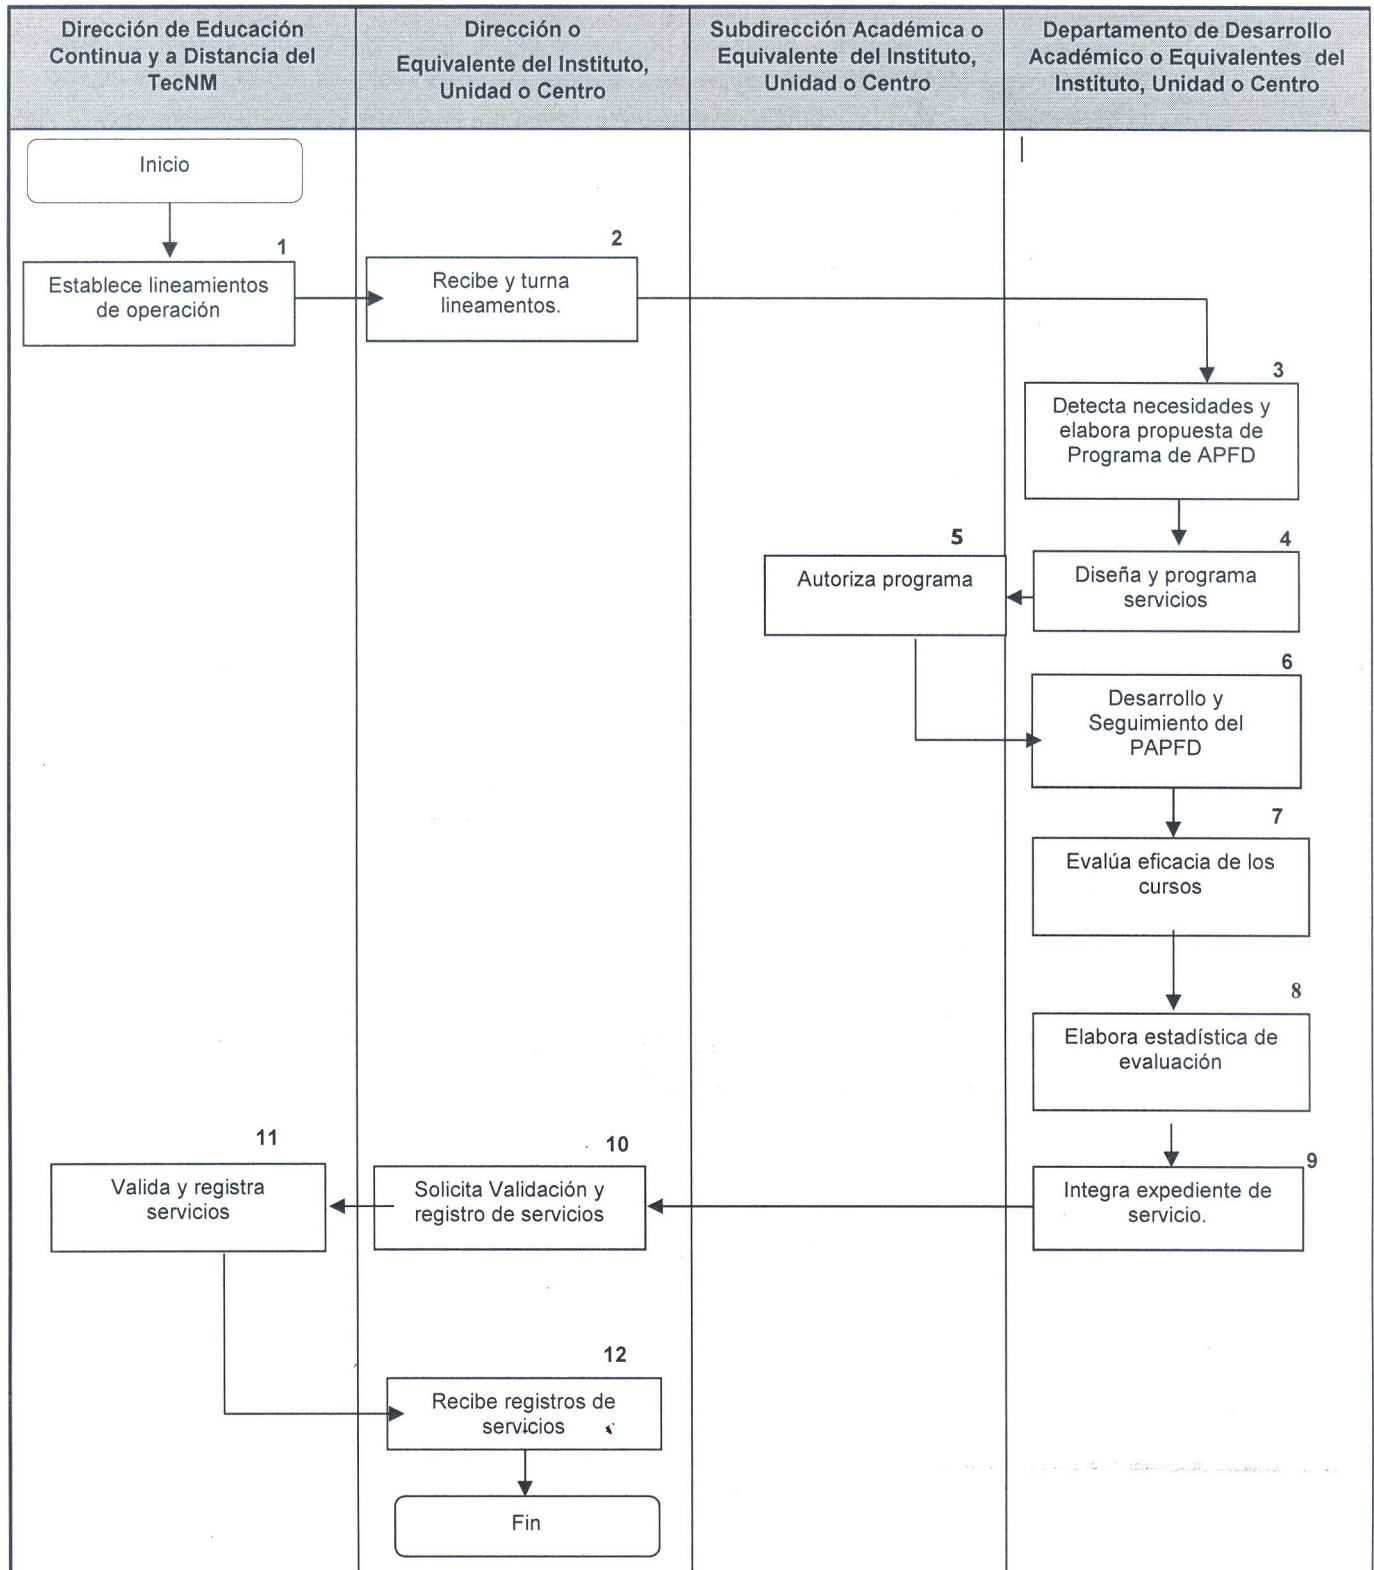 Dirección de Educación
Continua y a Distancia del
TecNM
Dirección o
Equivalente del Instituto,
Unidad o Centro
Subdirección Académica o
Equivalente del Instituto,
Unidad o Centro
Departamento de Desarrollo
Académico o Equivalentes del
Instituto, Unidad o Centro
Inicio
1
Establece lineamientos
de operación
2
Recibe y turna
lineamentos.
3
Detecta necesidades y
elabora propuesta de
Programa de APFD
4
Diseña y programa
servicios
5
Autoriza programa
6
Desarrollo y
Seguimiento del
PAPFD
7
Evalúa eficacia de los
cursos
8
Elabora estadística de
evaluación
9
Integra expediente de
servicio.
10
Solicita Validación y
registro de servicios
11
Valida y registra
servicios
12
Recibe registros de
servicios
Fin